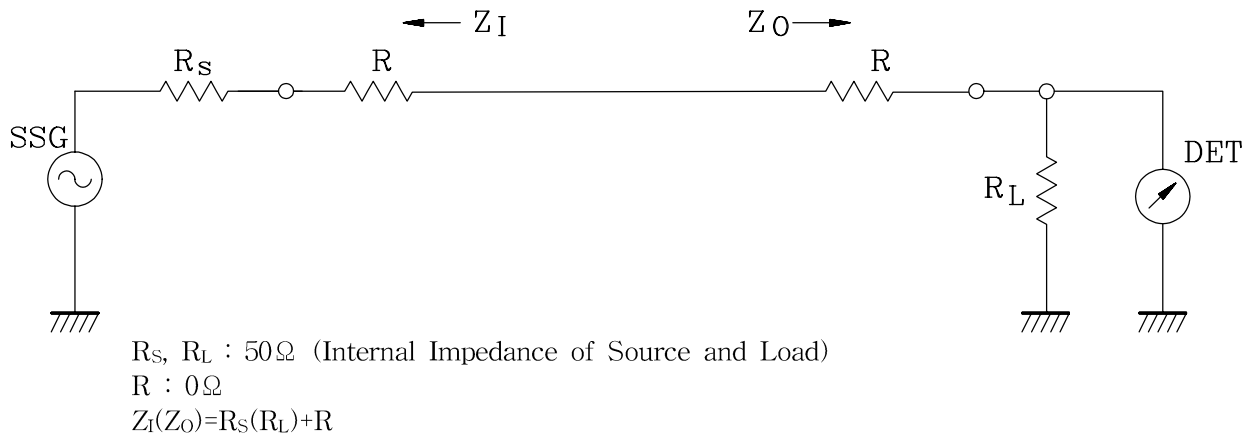 Z_I
Z_O
R_S
R
R
SSG
DET
R_L
R_S, R_L : 50Ω (Internal Impedance of Source and Load)
R : 0Ω
Z_I(Z_O)=R_S(R_L)+R